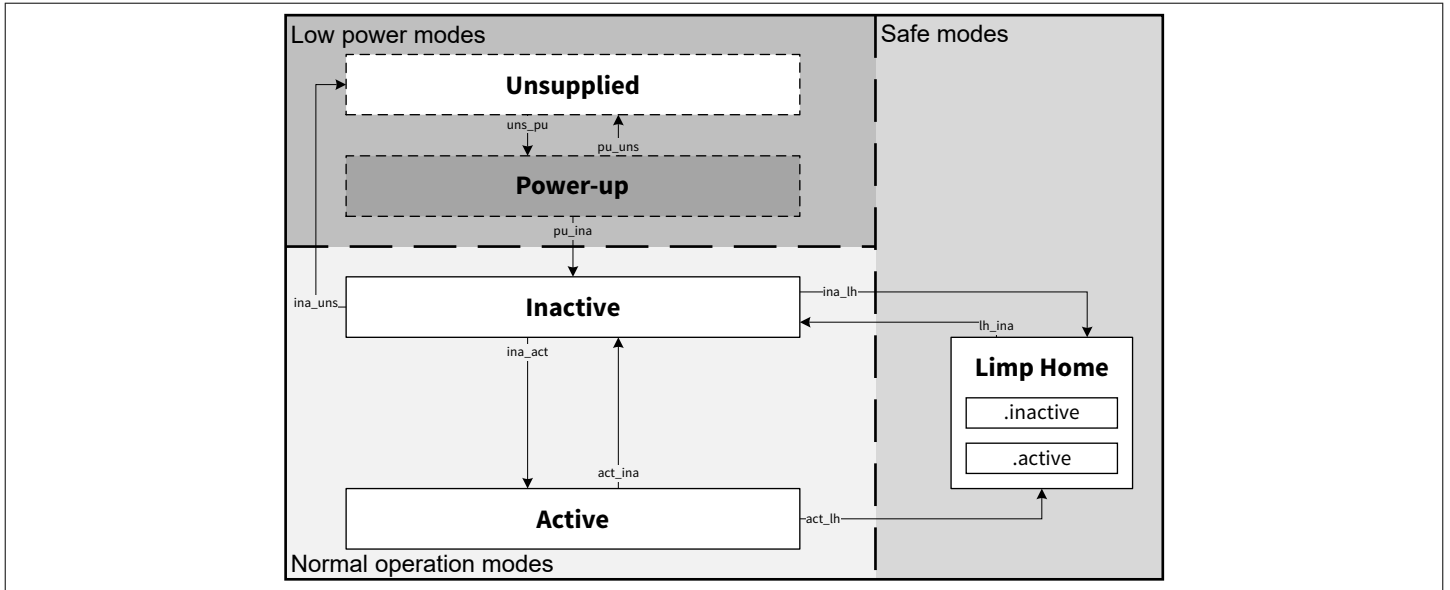 Low power modes
Safe modes
Unsupplied
uns_pu
pu_uns
Power-up
pu_ina
ina_uns
Inactive
ina_lh
lh_ina
ina_act
Limp Home
.inactive
.active
act_ina
Active
act_lh
Normal operation modes